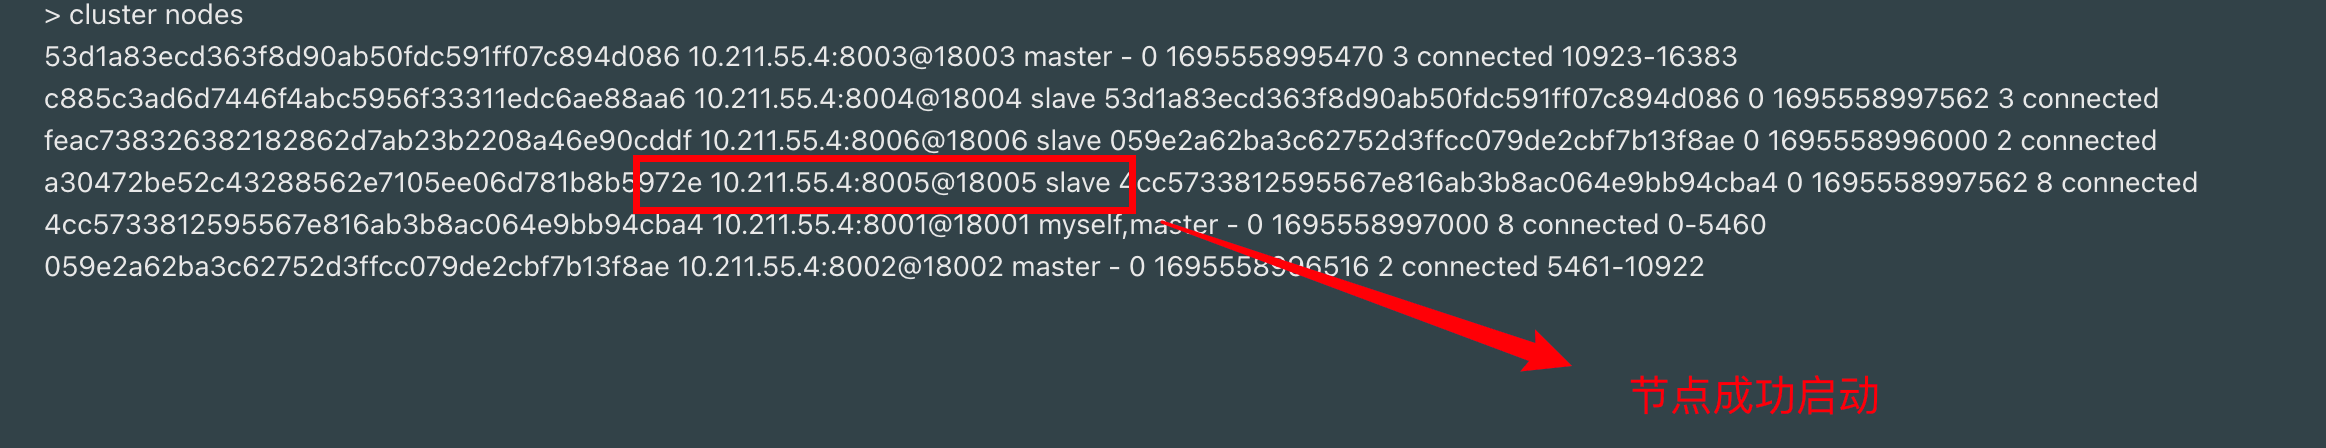 > cluster nodes
53d1a83ecd363f8d90ab50fdc591ff07c894d086 10.211.55.4:8003@18003 master - 0 1695558995470 3 connected 10923-16383
c885c3ad6d7446f4abc5956f33311edc6ae88aa6 10.211.55.4:8004@18004 slave 53d1a83ecd363f8d90ab50fdc591ff07c894d086 0 1695558997562 3 connected
feac738326382182862d7ab23b2208a46e90cddf 10.211.55.4:8006@18006 slave 059e2a62ba3c62752d3ffcc079de2cbf7b13f8ae 0 1695558996000 2 connected
a30472be52c43288562e7105ee06d781b8b5972e 10.211.55.4:8005@18005 slave 4cc5733812595567e816ab3b8ac064e9bb94cba4 0 1695558997562 8 connected
4cc5733812595567e816ab3b8ac064e9bb94cba4 10.211.55.4:8001@18001 myself,master - 0 1695558997000 8 connected 0-5460
059e2a62ba3c62752d3ffcc079de2cbf7b13f8ae 10.211.55.4:8002@18002 master - 0 1695558996516 2 connected 5461-10922
节点成功启动